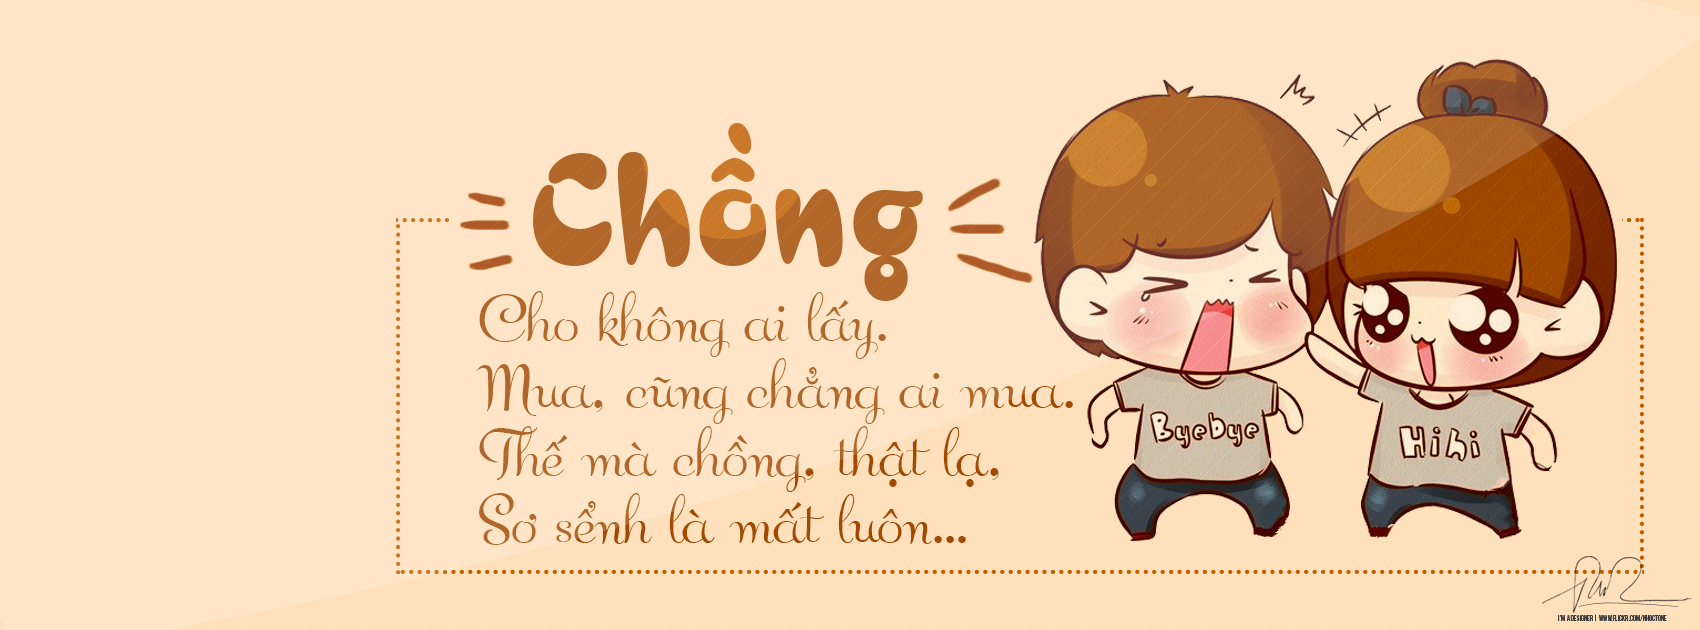 Chồng
Cho không ai lấy.
Mua, cũng chẳng ai mua.
Thế mà chồng, thật lạ,
Sơ sểnh là mất luôn...
Byebye
Hihi
I'M A DESIGNER | WWW.FLICKR.COM/NHOCTONE